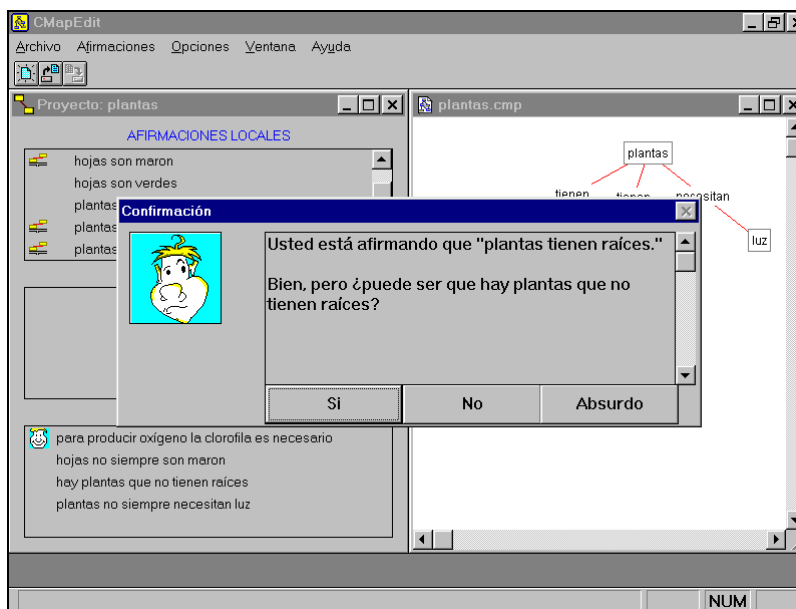 CMapEdit
Archivo Afirmaciones Opciones Ventana Ayuda
Proyecto: plantas
AFIRMACIONES LOCALES
hojas son maron
hojas son verdes
plantas
plantas
plantas
Confirmación
Usted está afirmando que "plantas tienen raíces."
Bien, pero ¿puede ser que hay plantas que no
tienen raíces?
Si No Absurdo
para producir oxígeno la clorofila es necesario
hojas no siempre son maron
hay plantas que no tienen raíces
plantas no siempre necesitan luz
plantas.cmp
plantas
tienen tienen necesitan
luz
NUM